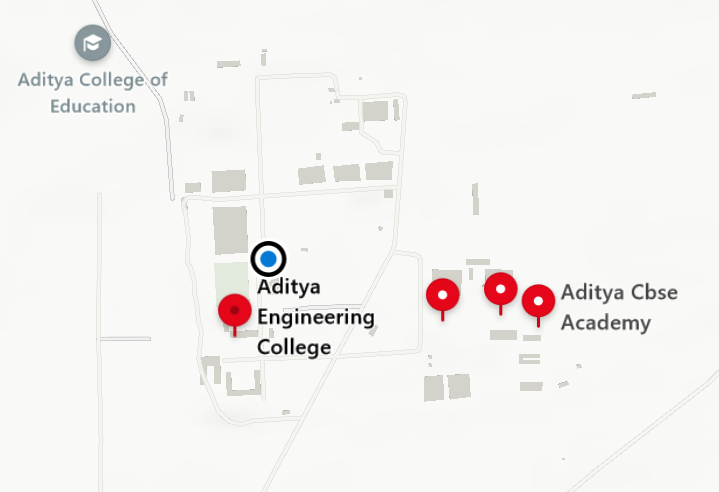 Aditya College of
Education
Aditya
Engineering
College
Aditya Cbse
Academy